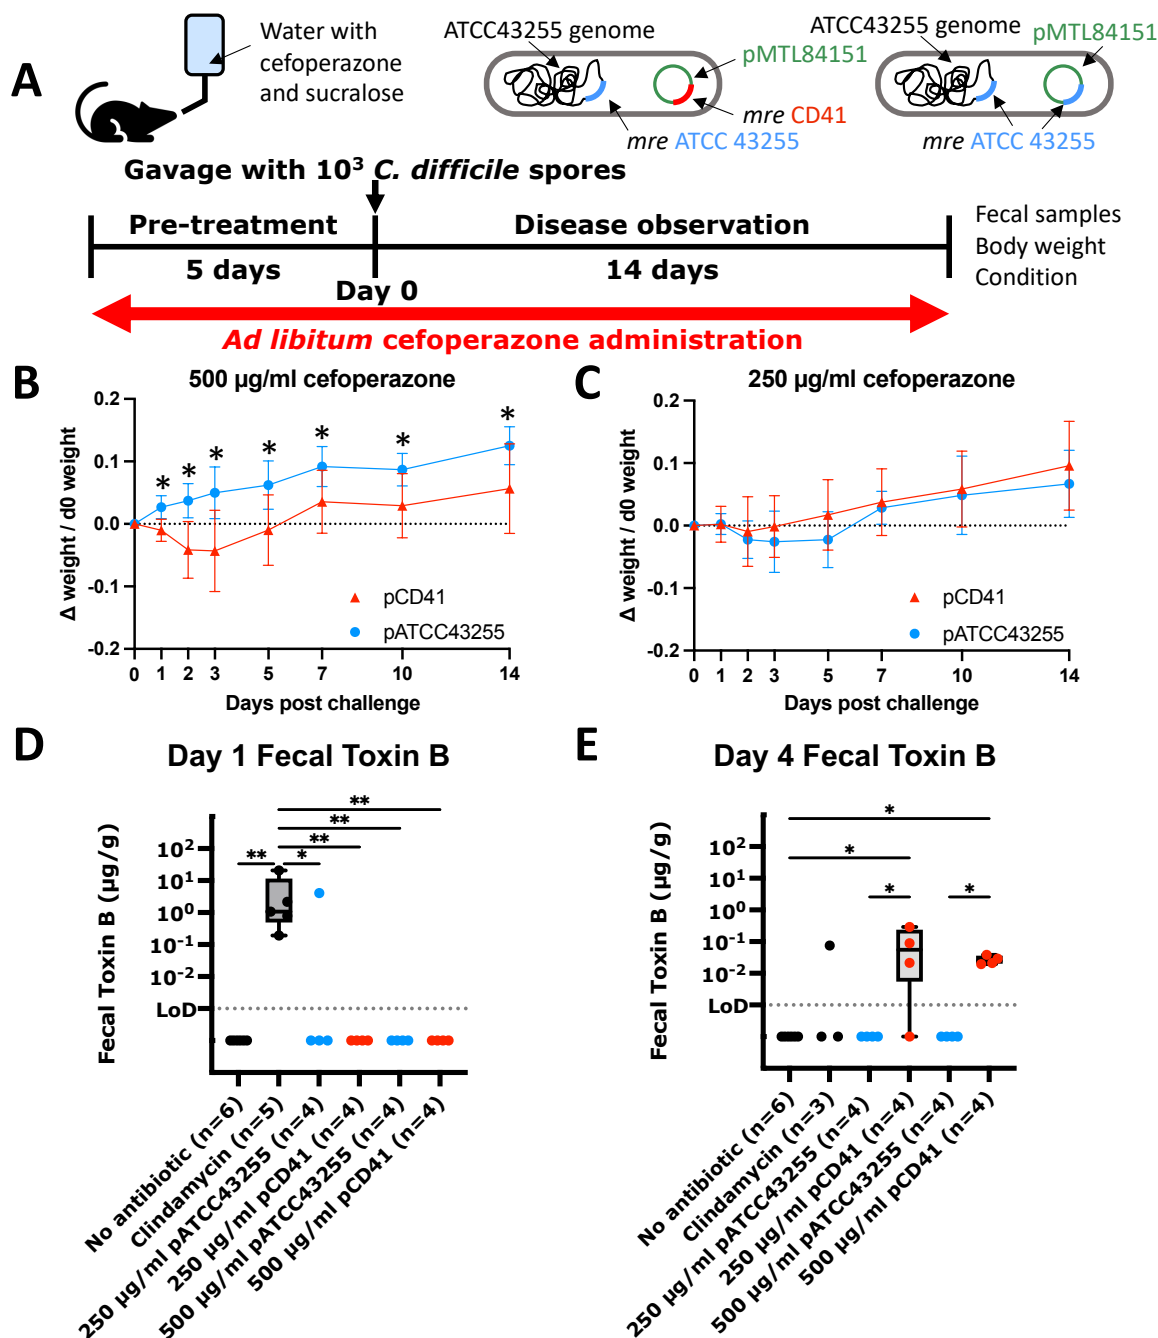 A
Water with
cefoperazone
and sucralose
ATCC43255 genome
pMTL84151
mre CD41
mre ATCC 43255
ATCC43255 genome
pMTL84151
mre ATCC 43255
Gavage with 10³ C. difficile spores
Pre-treatment
Disease observation
5 days
14 days
Day 0
Fecal samples
Body weight
Condition
Ad libitum cefoperazone administration
B
500 µg/ml cefoperazone
Δ weight / d0 weight
0.2
0.1
0.0
-0.1
-0.2
* * * * * * *
pCD41
pATCC43255
0 1 2 3 5 7 10 14
Days post challenge
C
250 µg/ml cefoperazone
Δ weight / d0 weight
0.2
0.1
0.0
-0.1
-0.2
pCD41
pATCC43255
0 1 2 3 5 7 10 14
Days post challenge
D
Day 1 Fecal Toxin B
Fecal Toxin B (µg/g)
10²
10¹
10⁰
10⁻¹
10⁻²
LoD
**
**
**
** *
No antibiotic (n=6)
Clindamycin (n=5)
250 µg/ml pATCC43255 (n=4)
250 µg/ml pCD41 (n=4)
500 µg/ml pATCC43255 (n=4)
500 µg/ml pCD41 (n=4)
E
Day 4 Fecal Toxin B
Fecal Toxin B (µg/g)
10²
10¹
10⁰
10⁻¹
10⁻²
LoD
*
*
* *
No antibiotic (n=6)
Clindamycin (n=3)
250 µg/ml pATCC43255 (n=4)
250 µg/ml pCD41 (n=4)
500 µg/ml pATCC43255 (n=4)
500 µg/ml pCD41 (n=4)